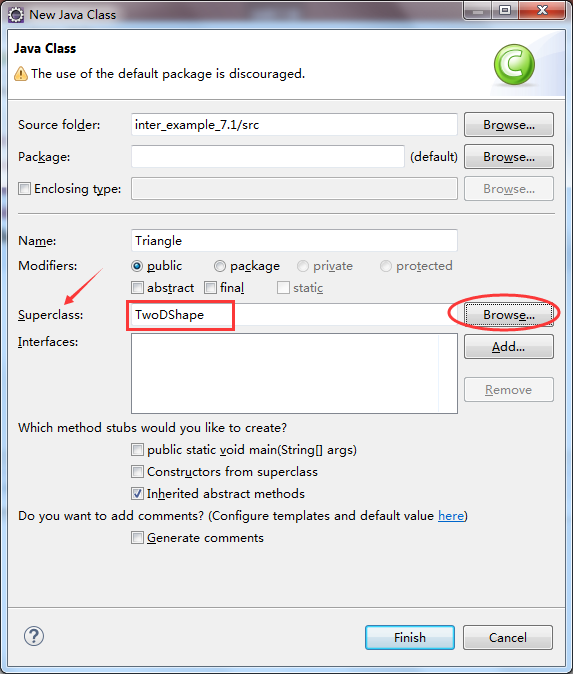 New Java Class
Java Class
The use of the default package is discouraged.
C
Source folder: inter_example_7.1/src Browse...
Package: (default) Browse...
Enclosing type: Browse...
Name: Triangle
Modifiers: public package private protected
abstract final static
Superclass: TwoDShape Browse...
Interfaces: Add...
Remove
Which method stubs would you like to create?
public static void main(String[] args)
Constructors from superclass
Inherited abstract methods
Do you want to add comments? (Configure templates and default value here)
Generate comments
? Finish Cancel